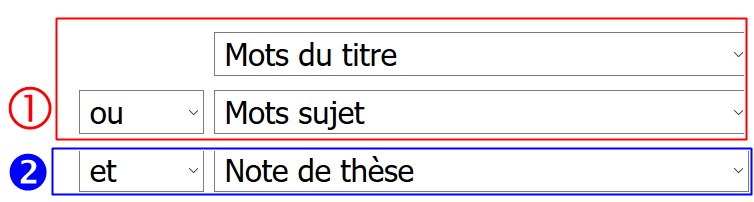 Mots du titre
① ou Mots sujet
❷ et Note de thèse